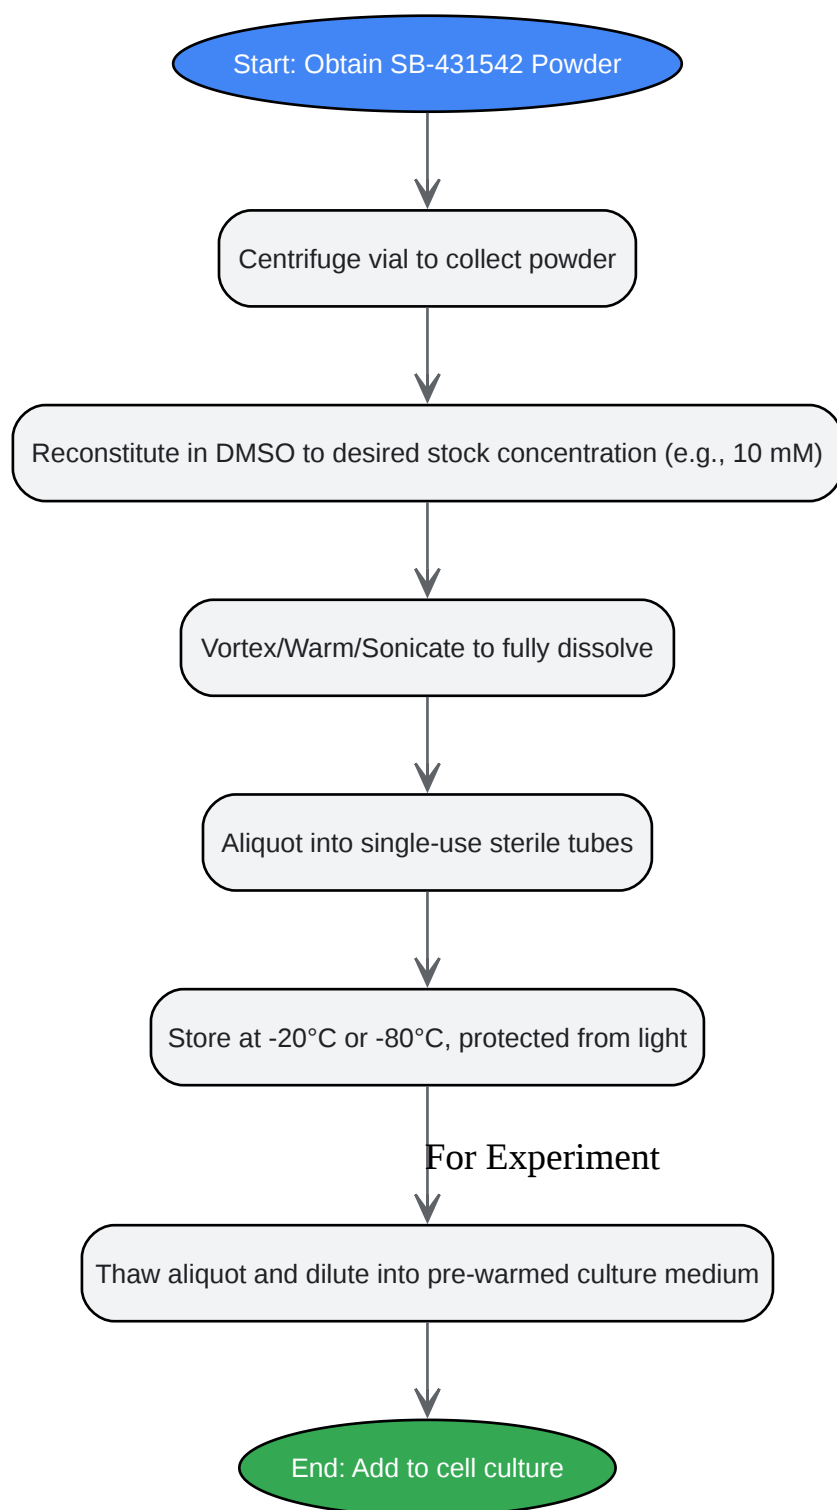 Start: Obtain SB-431542 Powder
Centrifuge vial to collect powder
Reconstitute in DMSO to desired stock concentration (e.g., 10 mM)
Vortex/Warm/Sonicate to fully dissolve
Aliquot into single-use sterile tubes
Store at -20°C or -80°C, protected from light
For Experiment
Thaw aliquot and dilute into pre-warmed culture medium
End: Add to cell culture